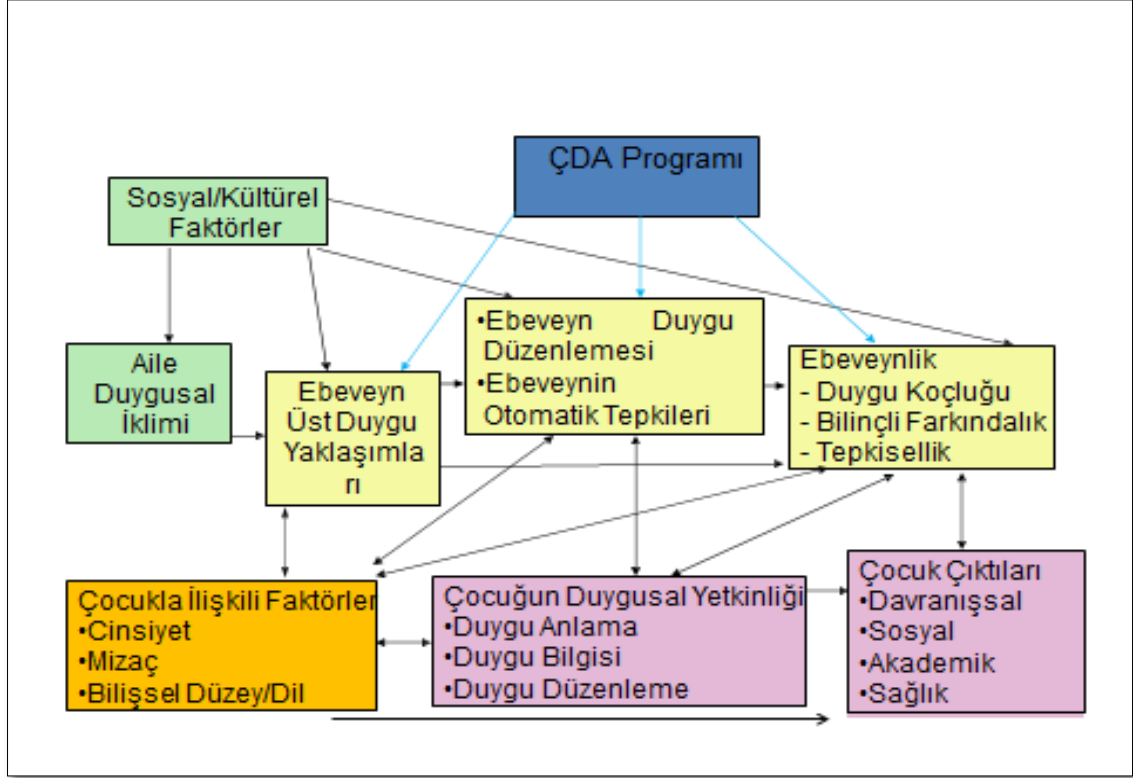 ÇDA Programı
Sosyal/Kültürel
Faktörler
•Ebeveyn Duygu
Düzenlemesi
•Ebeveynin
Otomatik Tepkileri
Aile
Duygusal
İklimi
Ebeveyn
Üst Duygu
Yaklaşımla
rı
Ebeveynlik
- Duygu Koçluğu
- Bilinçli Farkındalık
- Tepkisellik
Çocukla İlişkili Faktörler
•Cinsiyet
•Mizaç
•Bilişsel Düzey/Dil
Çocuğun Duygusal Yetkinliği
•Duygu Anlama
•Duygu Bilgisi
•Duygu Düzenleme
Çocuk Çıktıları
•Davranışsal
•Sosyal
•Akademik
•Sağlık